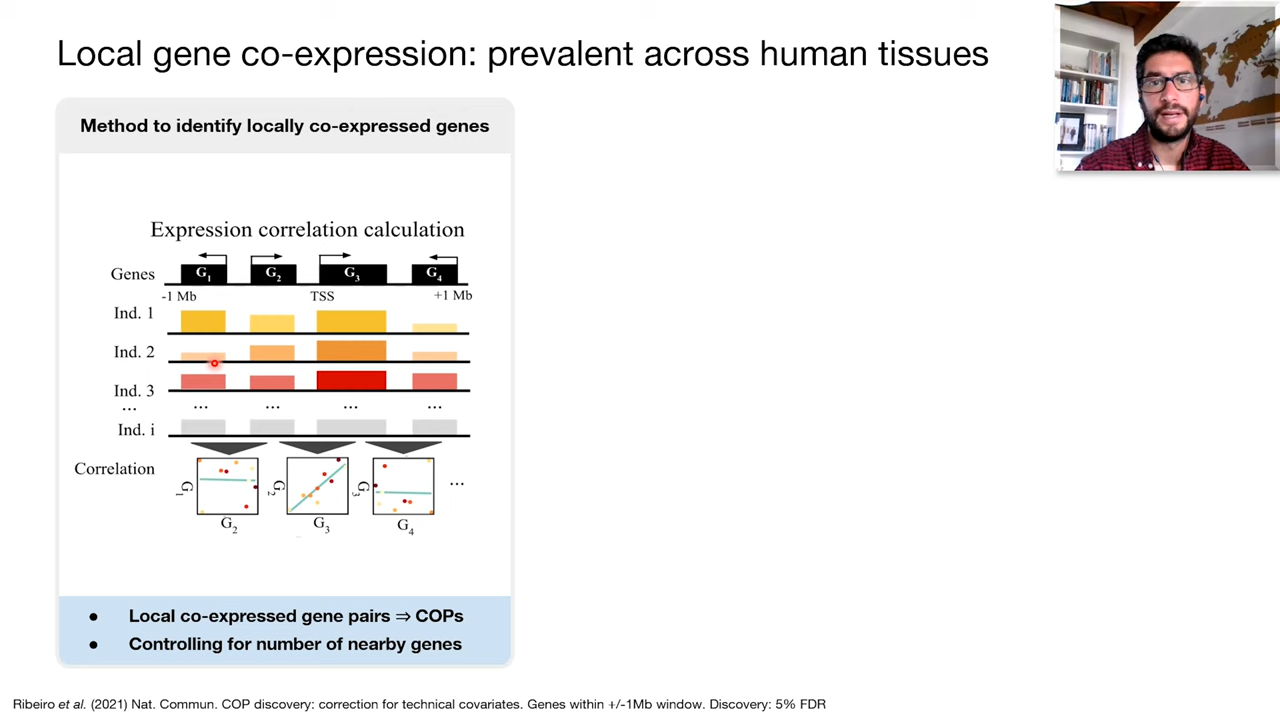 Local gene co-expression: prevalent across human tissues
Method to identify locally co-expressed genes
Expression correlation calculation
Genes G1 G2 G3 G4
-1 Mb TSS +1 Mb
Ind. 1
Ind. 2
Ind. 3
... ... ... ... ...
Ind. i
Correlation
G1 G2 G3 ...
G2 G3 G4
● Local co-expressed gene pairs ⇒ COPs
● Controlling for number of nearby genes
Ribeiro et al. (2021) Nat. Commun. COP discovery: correction for technical covariates. Genes within +/-1Mb window. Discovery: 5% FDR